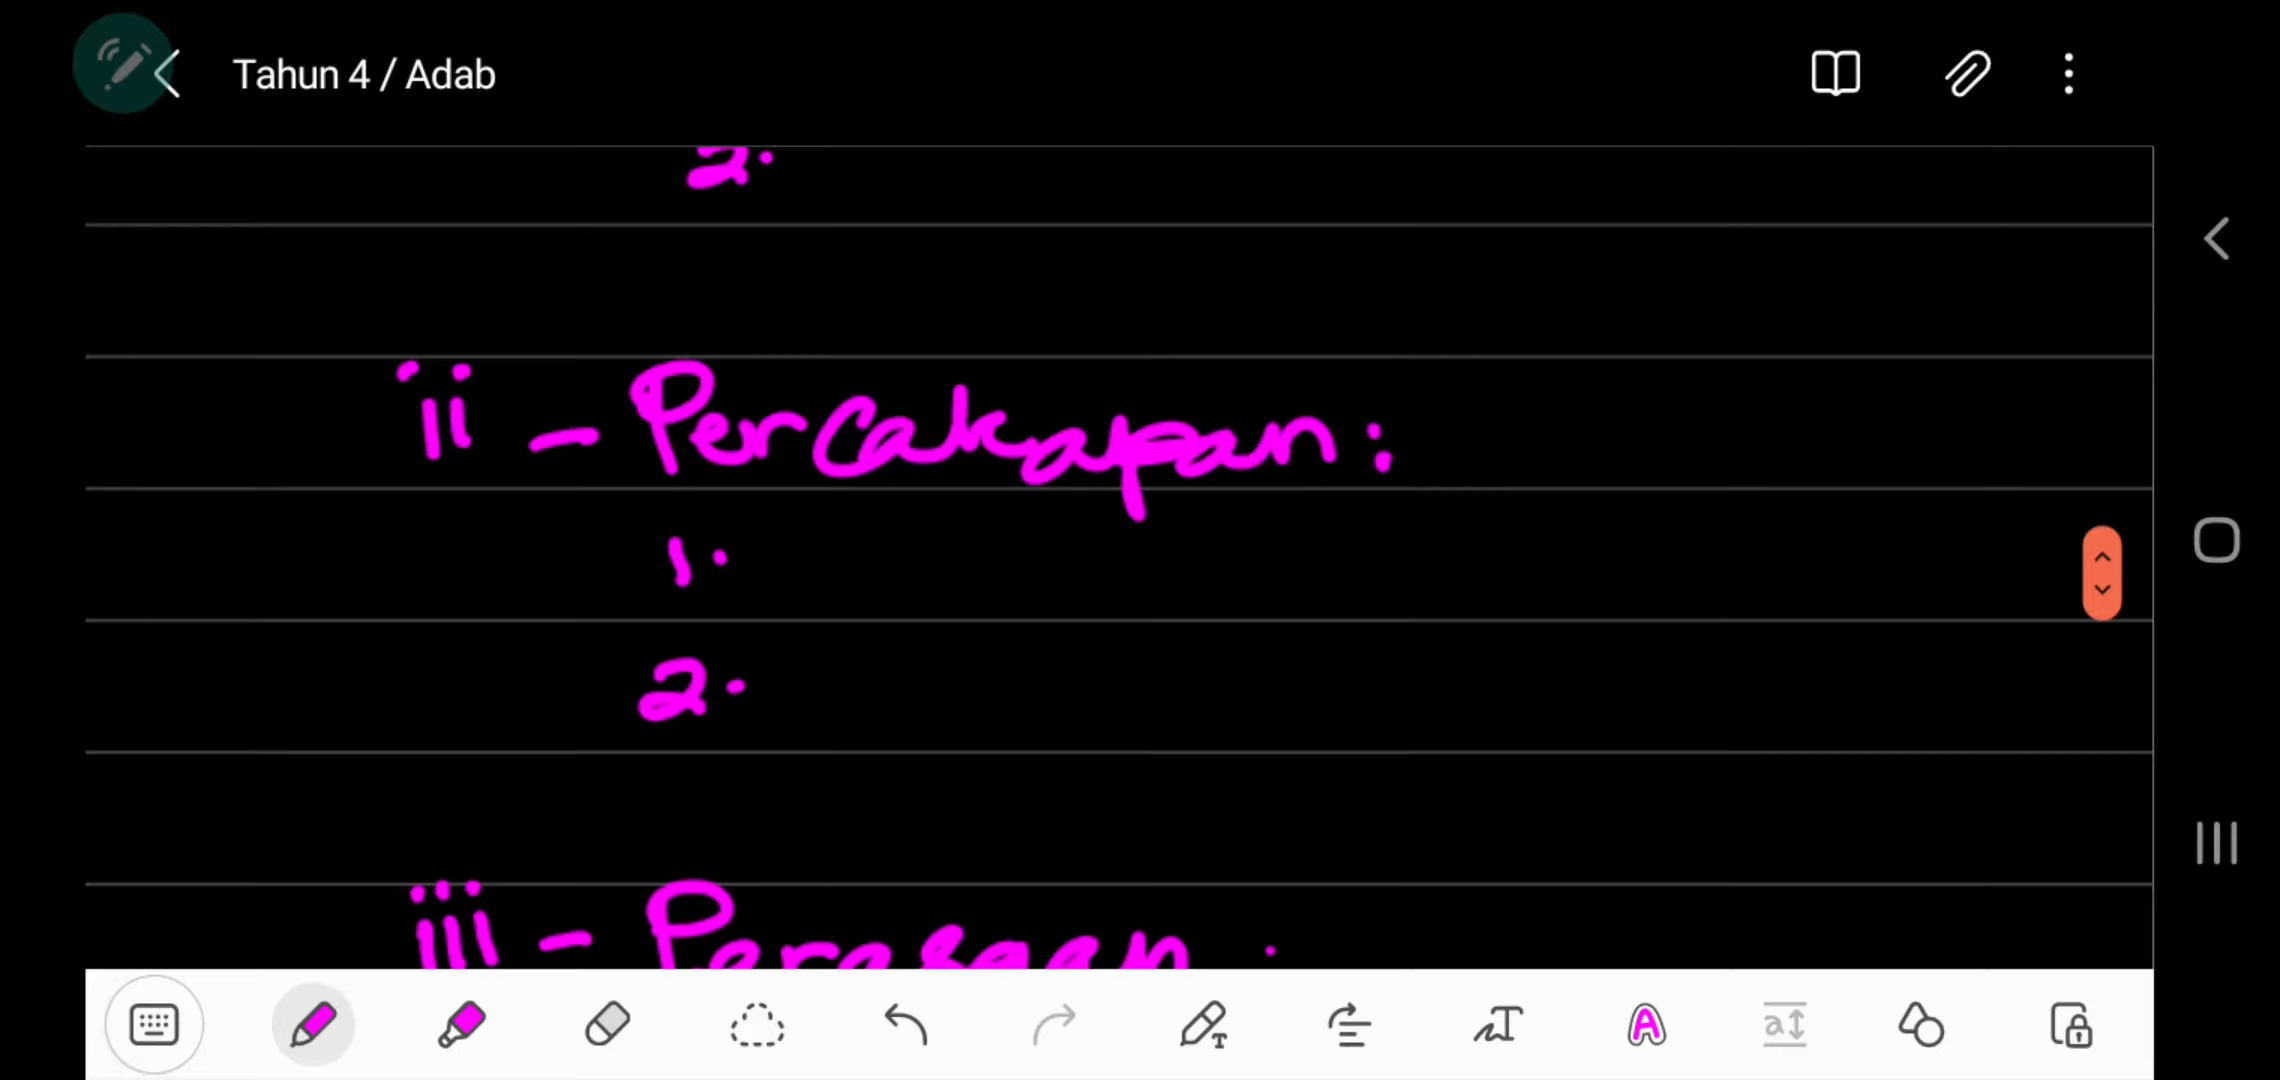 Tahun 4 / Adab
2.
ii - Percakapan:
1.
2.
iii - Perasaan: